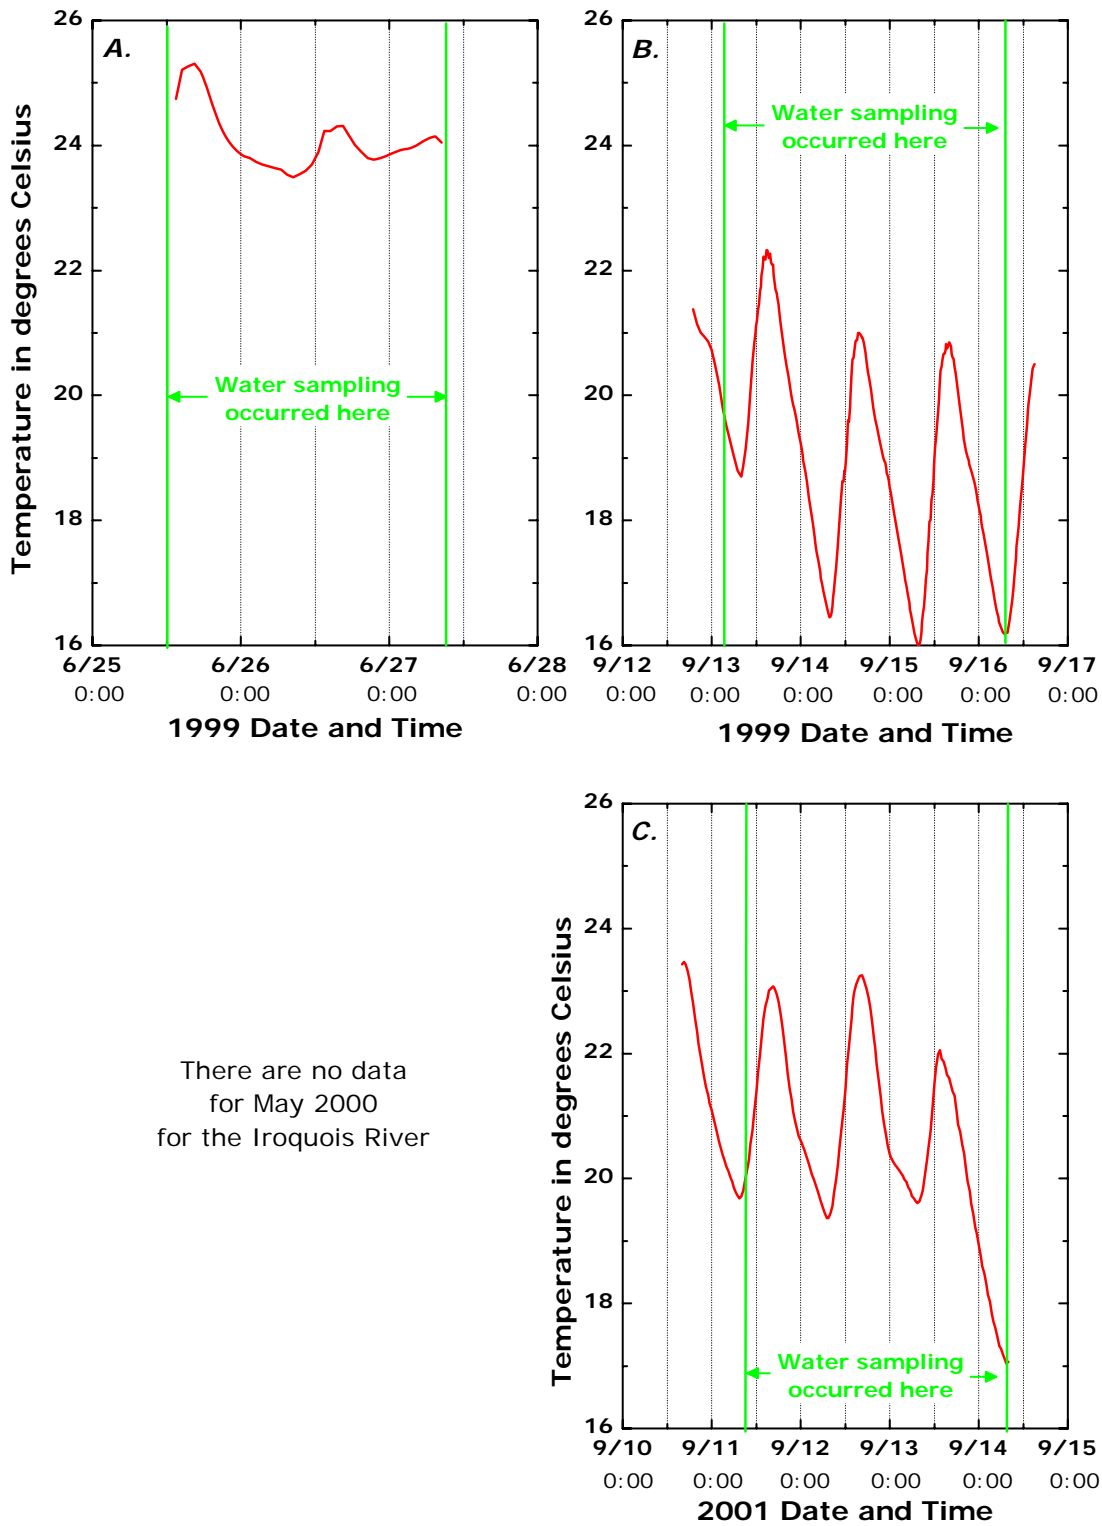 A.
26
24
22
20
18
16
Temperature in degrees Celsius
Water sampling
occurred here
6/25 6/26 6/27 6/28
0:00 0:00 0:00 0:00
1999 Date and Time
B.
26
24
22
20
18
16
Water sampling
occurred here
9/12 9/13 9/14 9/15 9/16 9/17
0:00 0:00 0:00 0:00 0:00 0:00
1999 Date and Time
There are no data
for May 2000
for the Iroquois River
C.
26
24
22
20
18
16
Temperature in degrees Celsius
Water sampling
occurred here
9/10 9/11 9/12 9/13 9/14 9/15
0:00 0:00 0:00 0:00 0:00 0:00
2001 Date and Time